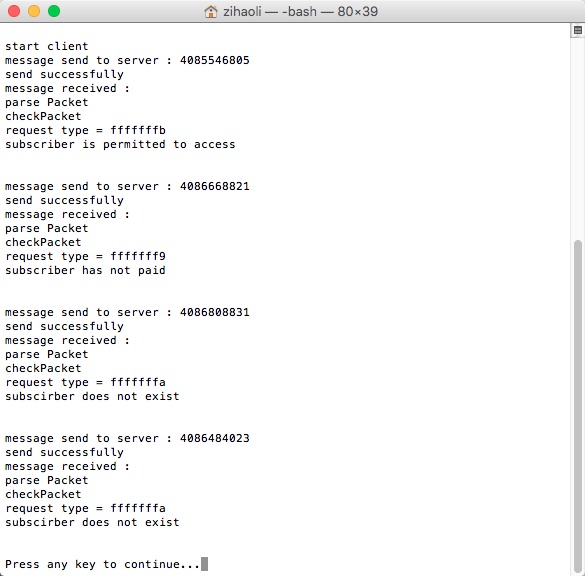 zihaoli — -bash — 80×39
start client
message send to server : 4085546805
send successfully
message received :
parse Packet
checkPacket
request type = fffffffb
subscriber is permitted to access
message send to server : 4086668821
send successfully
message received :
parse Packet
checkPacket
request type = fffffff9
subscriber has not paid
message send to server : 4086808831
send successfully
message received :
parse Packet
checkPacket
request type = fffffffa
subscirber does not exist
message send to server : 4086484023
send successfully
message received :
parse Packet
checkPacket
request type = fffffffa
subscirber does not exist
Press any key to continue...